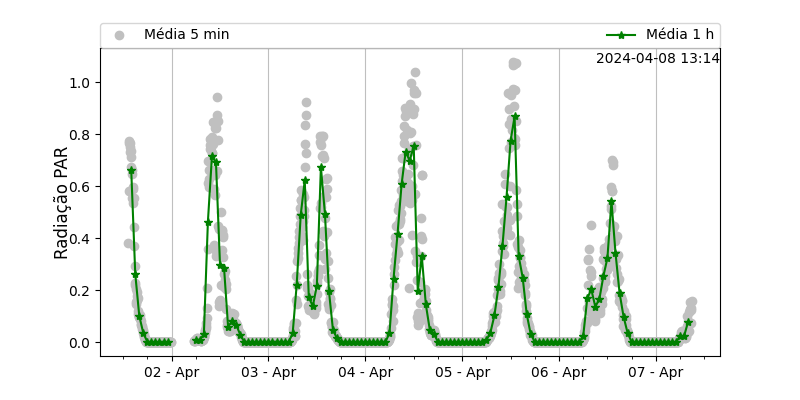 Média 5 min
Média 1 h
2024-04-08 13:14
Radiação PAR
1.0
0.8
0.6
0.4
0.2
0.0
02 - Apr
03 - Apr
04 - Apr
05 - Apr
06 - Apr
07 - Apr